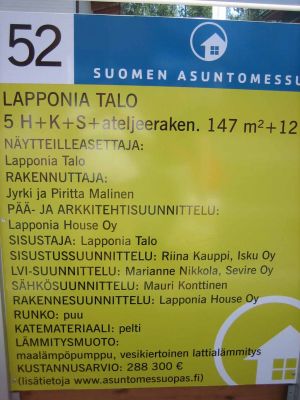 52
SUOMEN ASUNTOMESSU
LAPPONIA TALO
5 H+K+S+ateljeeraken. 147 m²+12
NÄYTTEILLEASETTAJA:
Lapponia Talo
RAKENNUTTAJA:
Jyrki ja Piritta Malinen
PÄÄ- JA ARKKITEHTISUUNNITTELU:
Lapponia House Oy
SISUSTAJA: Lapponia Talo
SISUSTUSSUUNNITTELU: Riina Kauppi, Isku Oy
LVI-SUUNNITTELU: Marianne Nikkola, Sevire Oy
SÄHKÖSUUNNITTELU: Mauri Konttinen
RAKENNESUUNNITTELU: Lapponia House Oy
RUNKO: puu
KATEMATERIAALI: pelti
LÄMMITYSMUOTO:
maalämpöpumppu, vesikiertoinen lattialämmitys
KUSTANNUSARVIO: 288 300 €
(lisätietoja www.asuntomessuopas.fi)